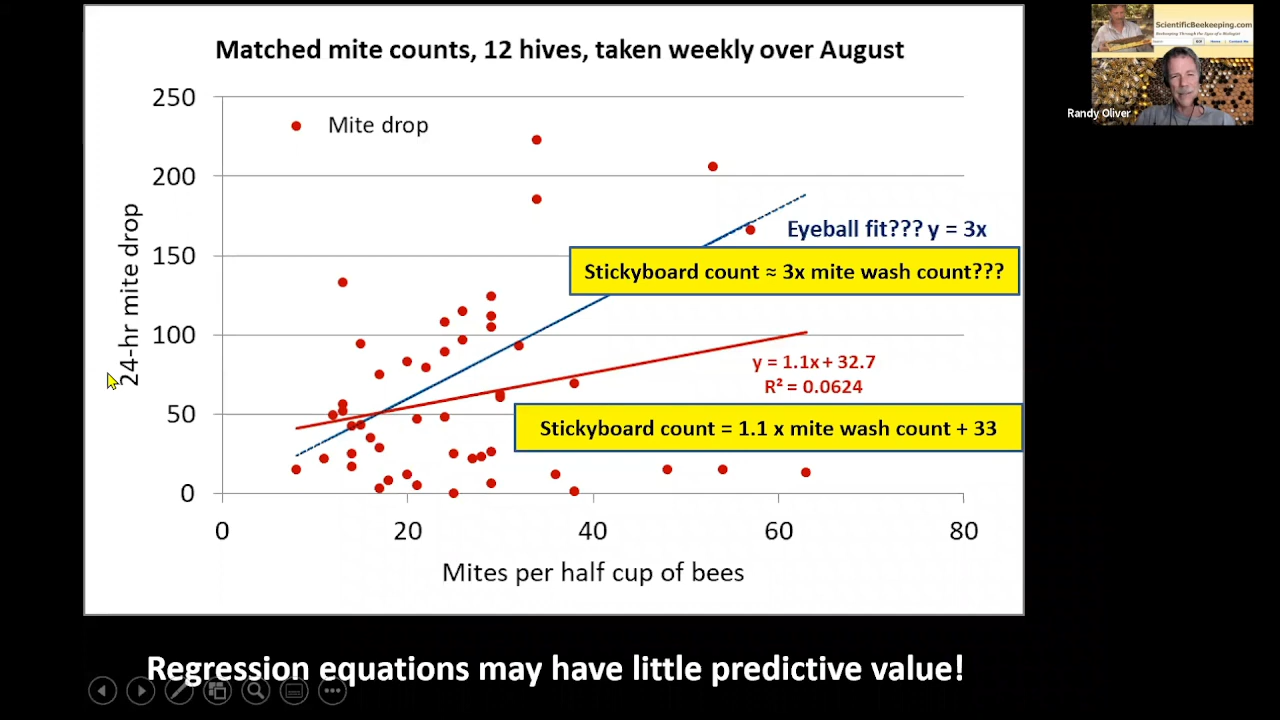 Matched mite counts, 12 hives, taken weekly over August
250
200
150
100
50
0
24-hr mite drop
Mite drop
Eyeball fit??? y = 3x
Stickyboard count ≈ 3x mite wash count???
y = 1.1x + 32.7
R² = 0.0624
Stickyboard count = 1.1 x mite wash count + 33
0 20 40 60 80
Mites per half cup of bees
Regression equations may have little predictive value!
ScientificBeekeeping.com
Randy Oliver